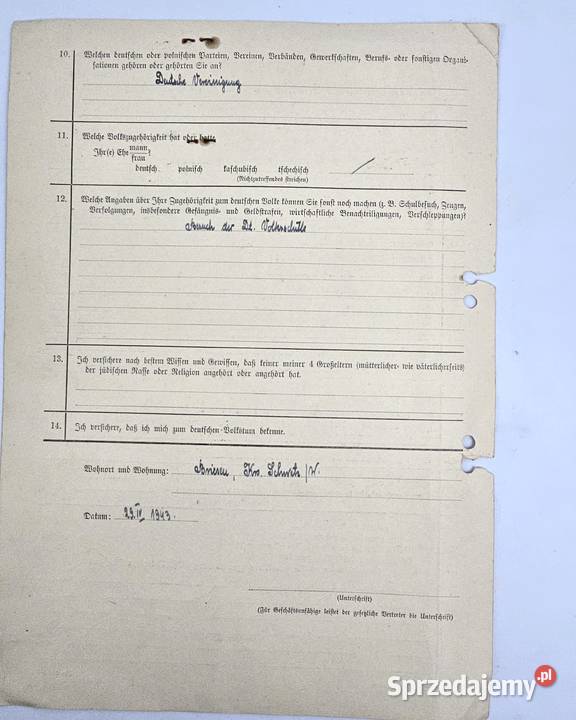 10. Welchen deutschen oder polnischen Parteien, Vereinen, Verbänden, Gewerkschaften, Berufs- oder sonstigen Organi-
sationen gehören oder gehörten Sie an?
Deutsche Vereinigung
11. Welche Volkszugehörigkeit hat oder hatte
Ihr(e) Ehe mann/frau?
deutsch polnisch kaschubisch tschechisch /
(Nichtzutreffendes streichen)
12. Welche Angaben über Ihre Zugehörigkeit zum deutschen Volke können Sie sonst noch machen (z. B. Schulbesuch, Zeugen,
Verfolgungen, insbesondere Gefängnis- und Geldstrafen, wirtschaftliche Benachteiligungen, Verschleppungen)?
der Dt. Volksschule
13. Ich versichere nach bestem Wissen und Gewissen, daß keiner meiner 4 Großeltern (mütterlicher- wie väterlicherseits)
der jüdischen Rasse oder Religion angehört oder angehört hat.
14. Ich versichere, daß ich mich zum deutschen Volkstum bekenne.
Wohnort und Wohnung: Kr. Schwetz /W.
Datum: 29. IV 1943.
(Unterschrift)
(Für Geschäftsunfähige leistet der gesetzliche Vertreter die Unterschrift)
Sprzedajemy.pl